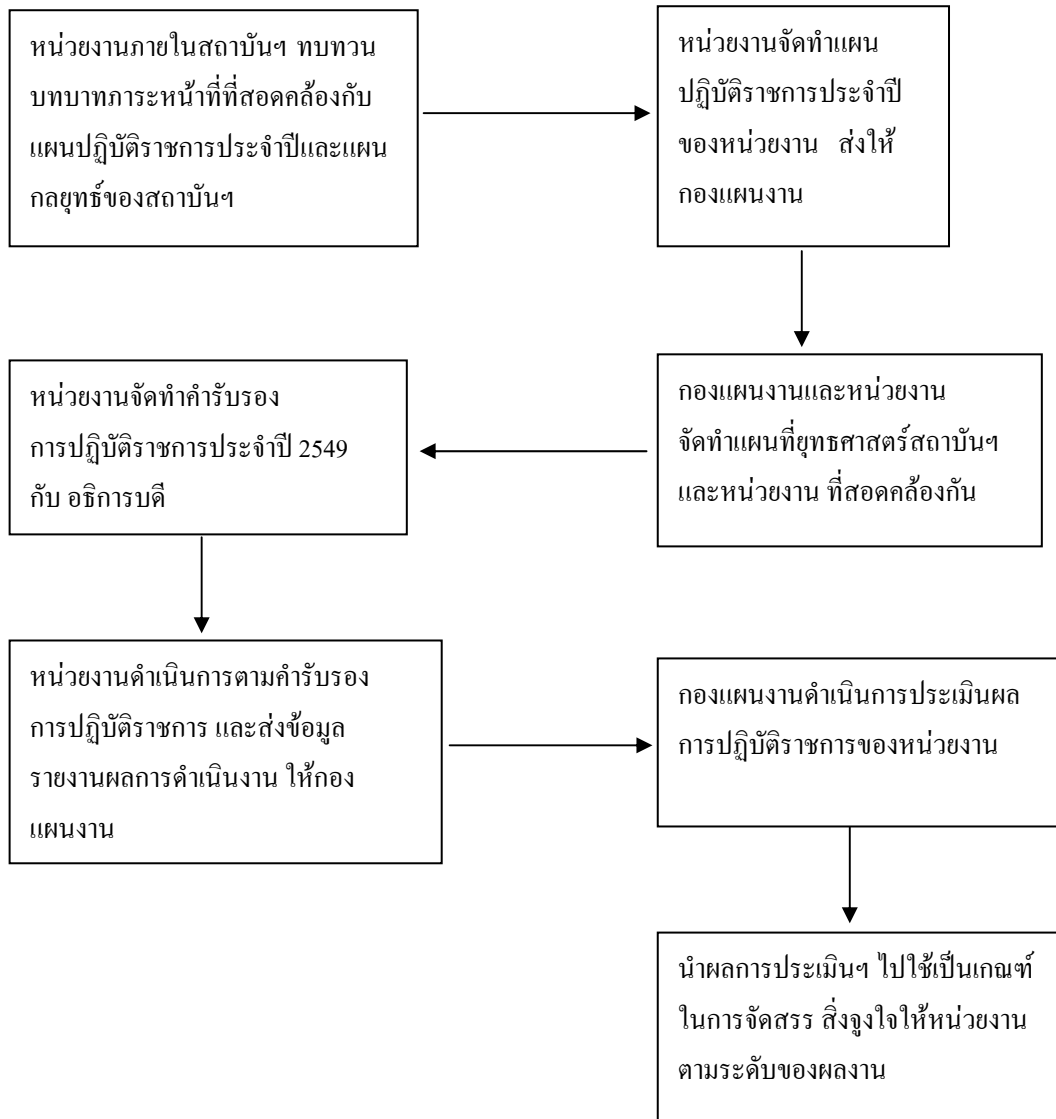 หน่วยงานภายในสถาบันฯ ทบทวน
บทบาทภาระหน้าที่ที่สอดคล้องกับ
แผนปฏิบัติราชการประจำปีและแผน
กลยุทธ์ของสถาบันฯ
หน่วยงานจัดทำแผน
ปฏิบัติราชการประจำปี
ของหน่วยงาน ส่งให้
กองแผนงาน
กองแผนงานและหน่วยงาน
จัดทำแผนที่ยุทธศาสตร์สถาบันฯ
และหน่วยงาน ที่สอดคล้องกัน
หน่วยงานจัดทำคำรับรอง
การปฏิบัติราชการประจำปี 2549
กับ อธิการบดี
หน่วยงานดำเนินการตามคำรับรอง
การปฏิบัติราชการ และส่งข้อมูล
รายงานผลการดำเนินงาน ให้กอง
แผนงาน
กองแผนงานดำเนินการประเมินผล
การปฏิบัติราชการของหน่วยงาน
นำผลการประเมินฯ ไปใช้เป็นเกณฑ์
ในการจัดสรร สิ่งจูงใจให้หน่วยงาน
ตามระดับของผลงาน